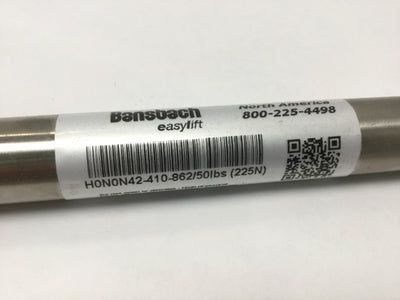 Bansbach
easylift
North America
800-225-4498
H0N0N42-410-862/50lbs (225N)